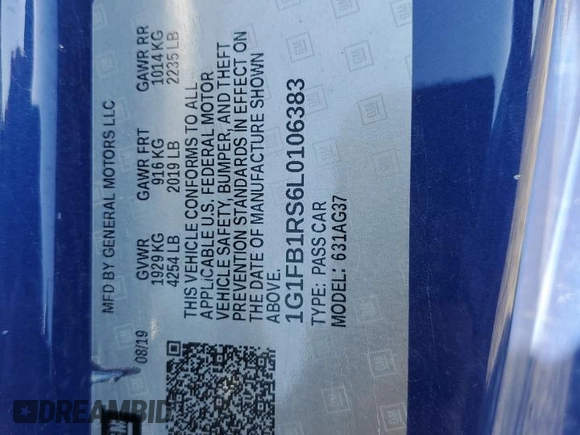 MFD BY GENERAL MOTORS LLC
08/19
GVWR
1929 KG
4254 LB
GAWR FRT
916 KG
2019 LB
GAWR RR
1014 KG
2235 LB
THIS VEHICLE CONFORMS TO ALL
APPLICABLE U.S. FEDERAL MOTOR
VEHICLE SAFETY, BUMPER, AND THEFT
PREVENTION STANDARDS IN EFFECT ON
THE DATE OF MANUFACTURE SHOWN
ABOVE.
1G1FB1RS6L0106383
TYPE: PASS CAR
MODEL: 631AG37
GM
DREAMBID